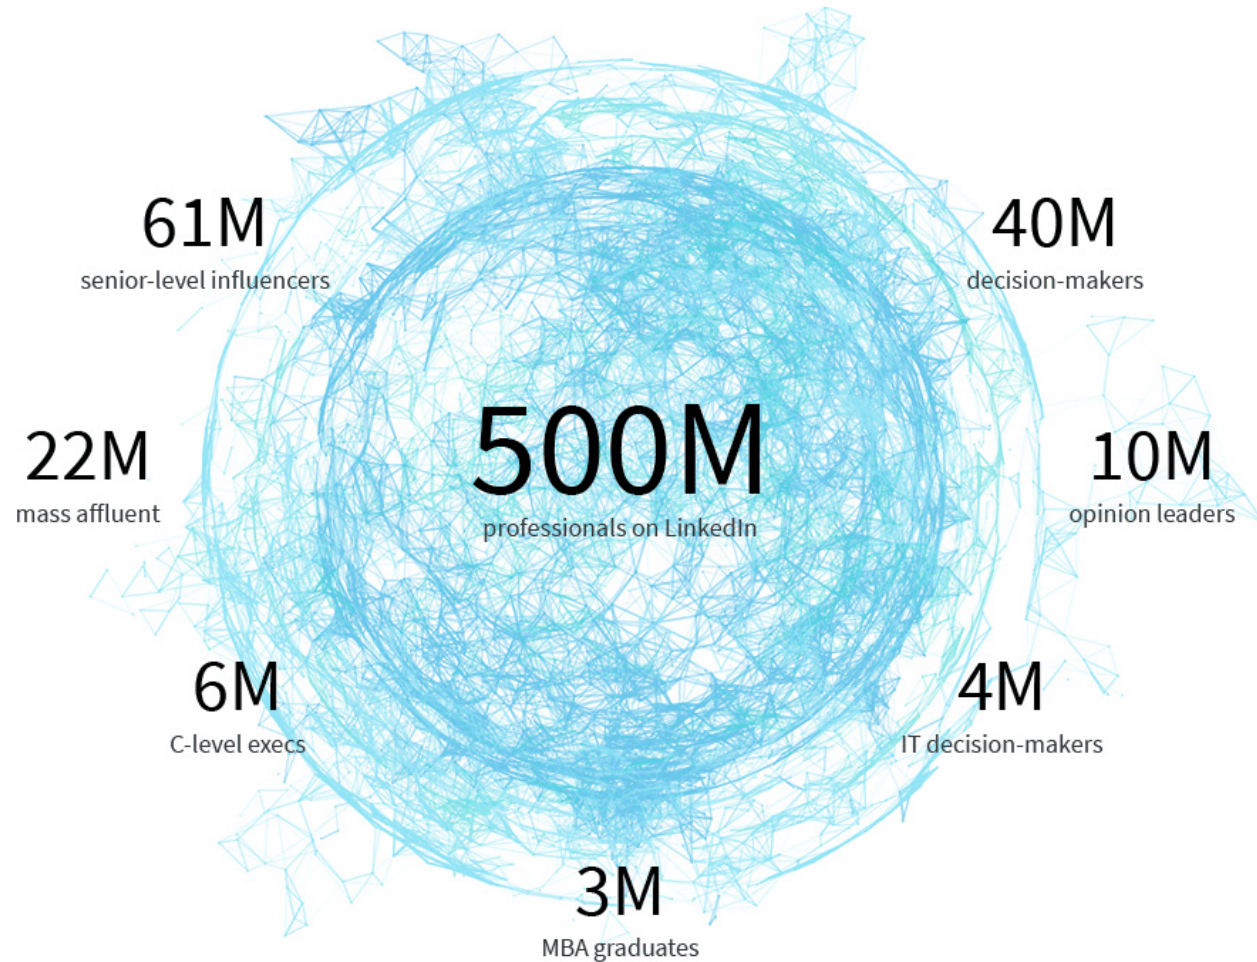 61M
senior-level influencers
40M
decision-makers
22M
mass affluent
500M
professionals on LinkedIn
10M
opinion leaders
6M
C-level execs
4M
IT decision-makers
3M
MBA graduates